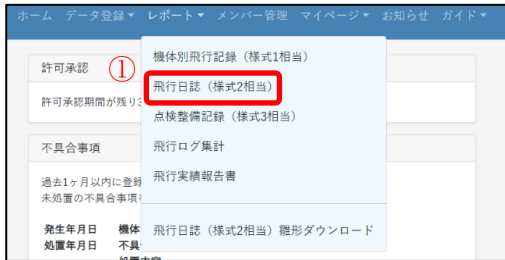 ホーム データ登録▼ レポート▼ メンバー管理 マイページ▼ お知らせ ガイド▼
機体別飛行記録（様式1相当）
許可承認 ①
飛行日誌（様式2相当）
許可承認期間が残り
点検整備記録（様式3相当）
不具合事項
飛行ログ集計
飛行実績報告書
過去1ヶ月以内に登録
未処置の不具合事項
発生年月日 機体
飛行日誌（様式2相当）雛形ダウンロード
処置年月日 不具